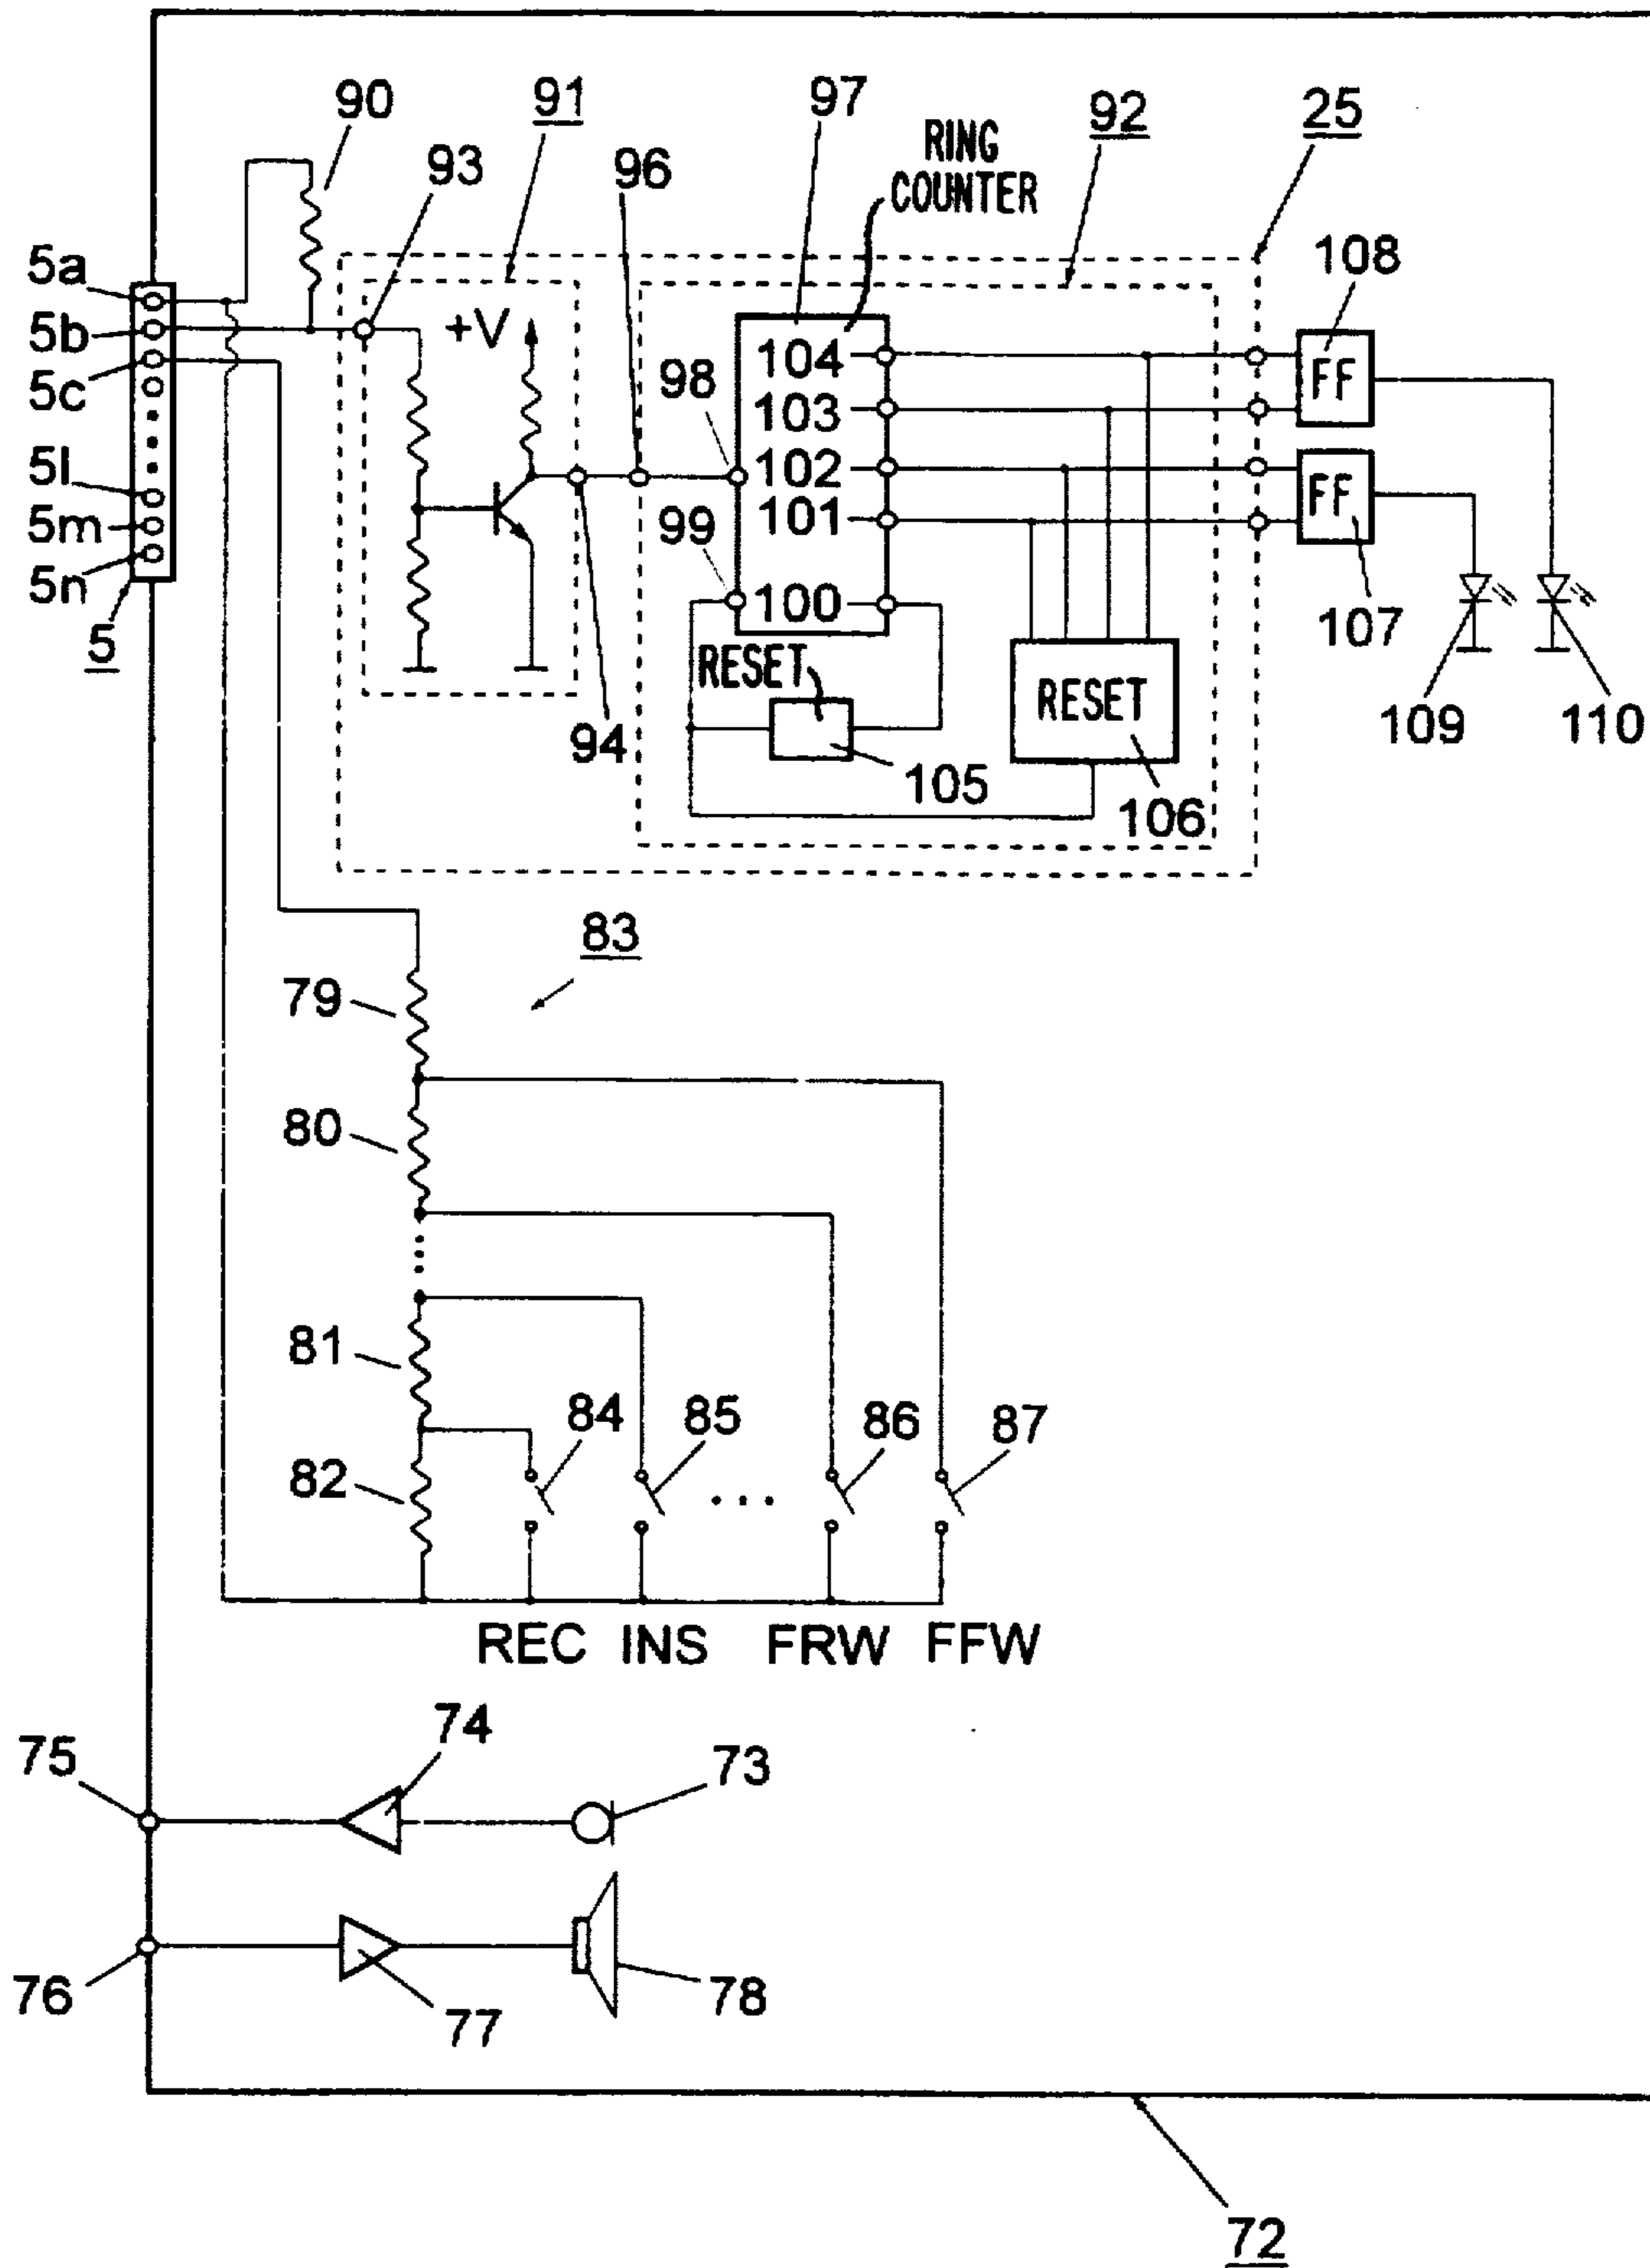 90
91
97
92
25
93
96
RING
COUNTER
108
5a
5b
5c
+V
98
104
103
102
101
FF
FF
5l
5m
5n
99
100
107
5
RESET
RESET
94
105
106
109
110
83
79
80
81
84
85
86
87
82
REC INS FRW FFW
74
75
73
76
77
78
72